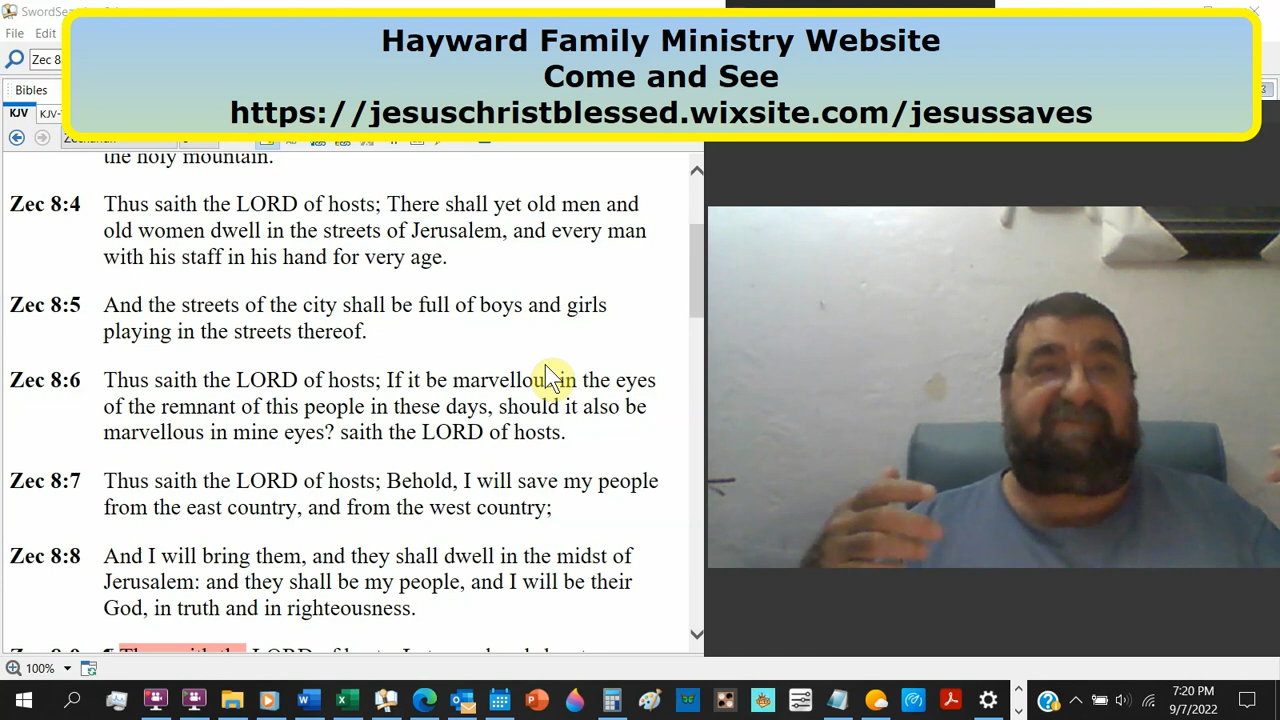 SwordSea
File Edit
Hayward Family Ministry Website
Come and See
https://jesuschristblessed.wixsite.com/jesussaves
Zec 8
Bibles
KJV KJV-
the holy mountain.
Zec 8:4 Thus saith the LORD of hosts; There shall yet old men and
old women dwell in the streets of Jerusalem, and every man
with his staff in his hand for very age.
Zec 8:5 And the streets of the city shall be full of boys and girls
playing in the streets thereof.
Zec 8:6 Thus saith the LORD of hosts; If it be marvellous in the eyes
of the remnant of this people in these days, should it also be
marvellous in mine eyes? saith the LORD of hosts.
Zec 8:7 Thus saith the LORD of hosts; Behold, I will save my people
from the east country, and from the west country;
Zec 8:8 And I will bring them, and they shall dwell in the midst of
Jerusalem: and they shall be my people, and I will be their
God, in truth and in righteousness.
100%
7:20 PM
9/7/2022